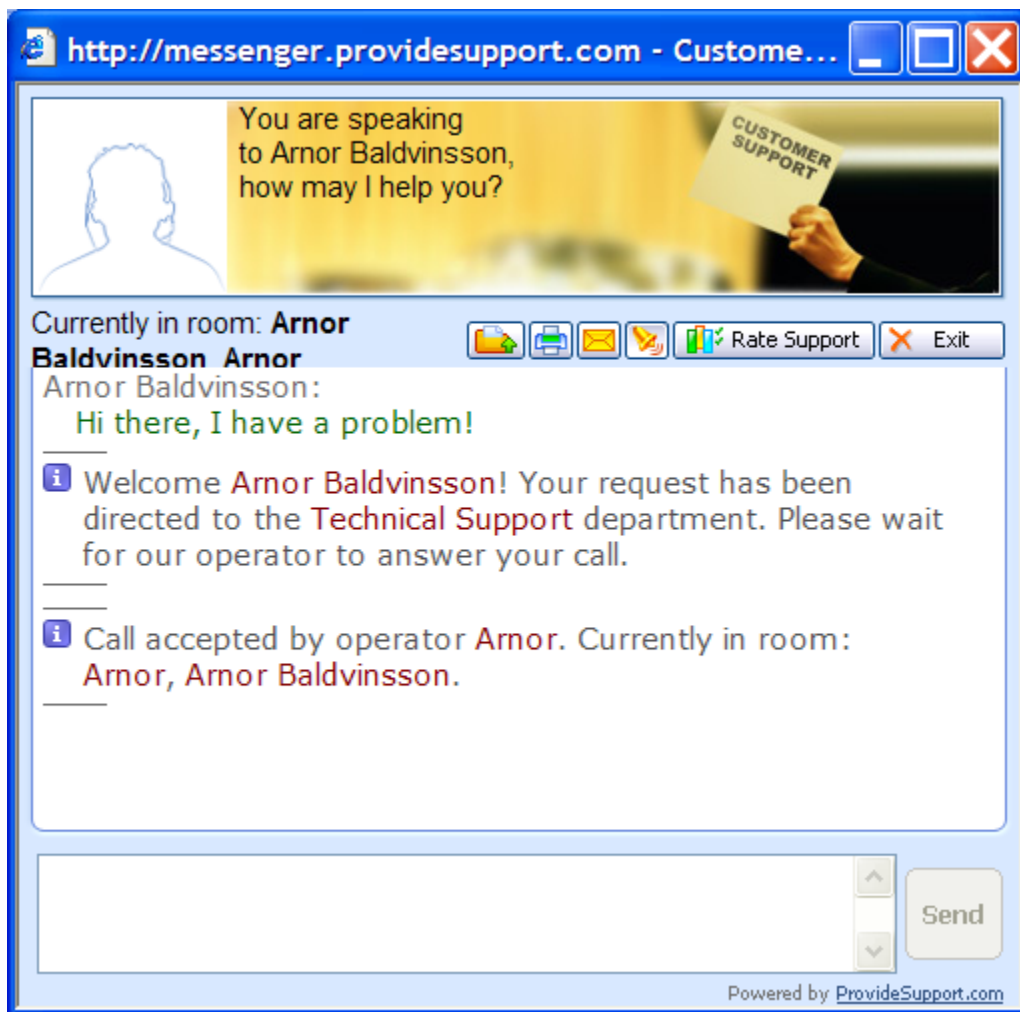 http://messenger.providesupport.com - Custome...
You are speaking
to Arnor Baldvinsson,
how may I help you?
CUSTOMER
SUPPORT
Currently in room: Arnor
Baldvinsson Arnor
Rate Support
Exit
Arnor Baldvinsson:
Hi there, I have a problem!
Welcome Arnor Baldvinsson! Your request has been
directed to the Technical Support department. Please wait
for our operator to answer your call.
Call accepted by operator Arnor. Currently in room:
Arnor, Arnor Baldvinsson.
Send
Powered by ProvideSupport.com